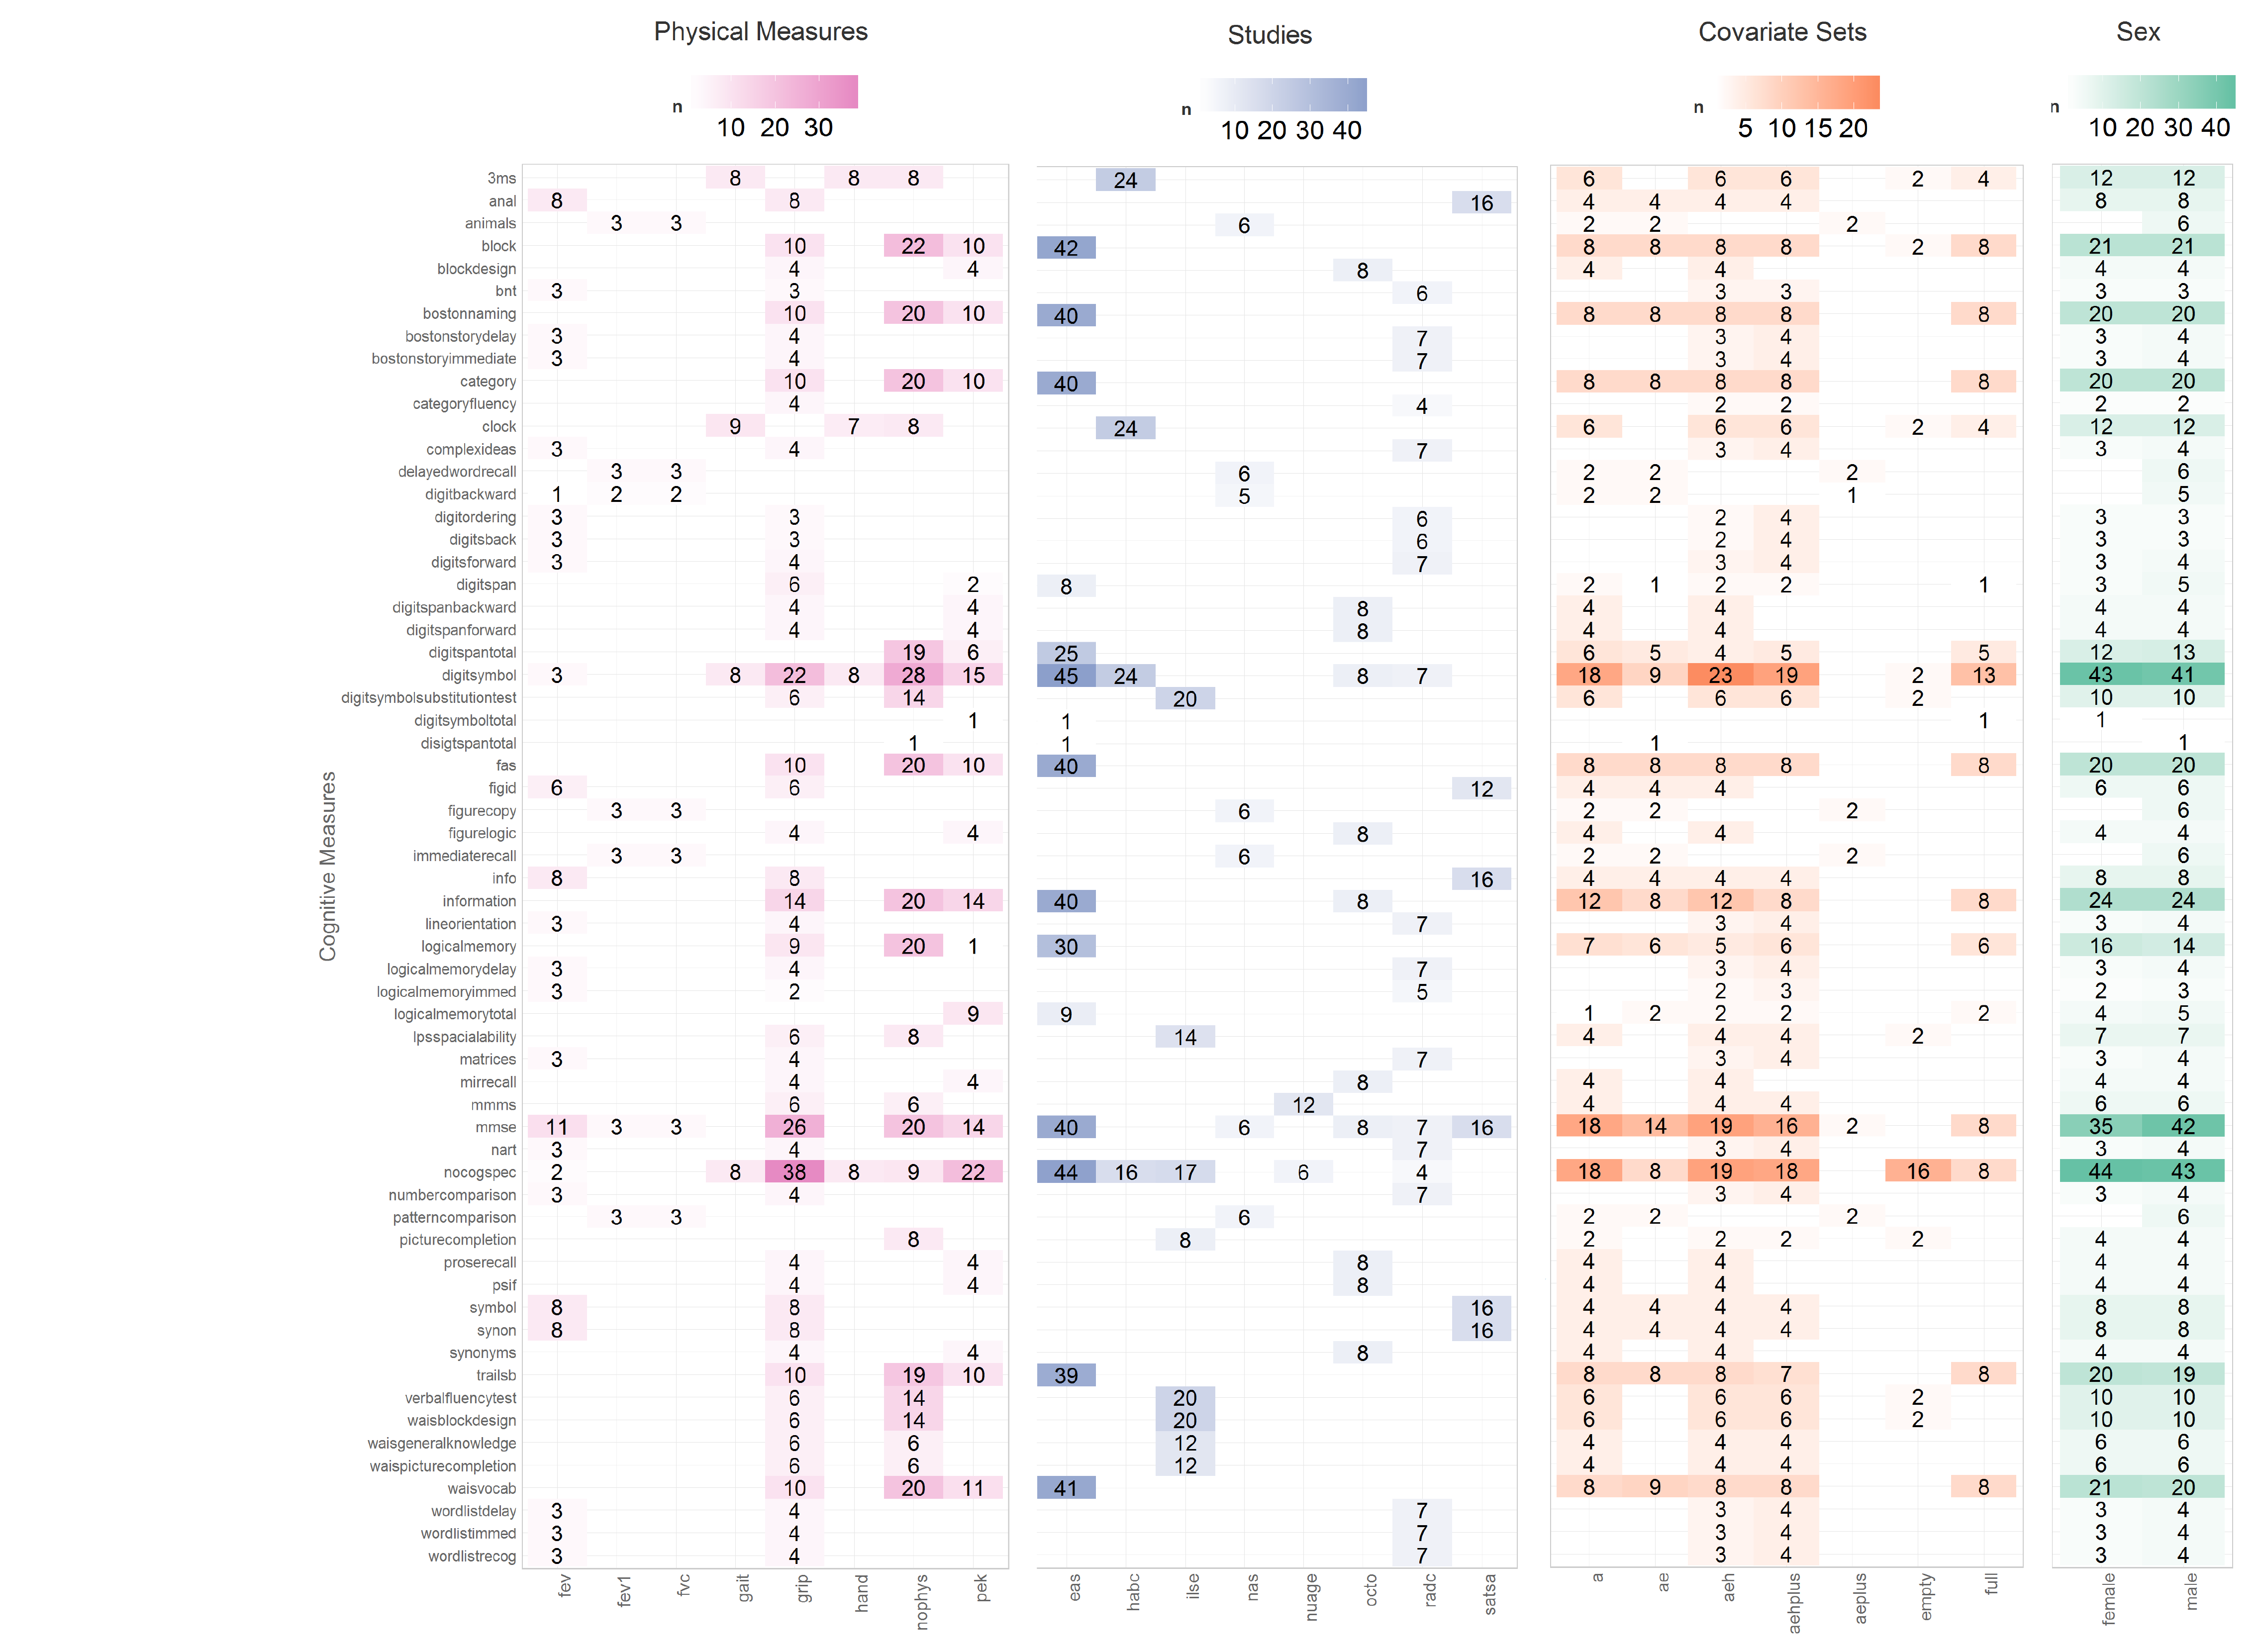 Physical Measures Studies Covariate Sets Sex
n 10 20 30 n 10 20 30 40 n 5 10 15 20 n 10 20 30 40
Cognitive Measures
3ms 8 8 8 24 6 6 6 2 4 12 12
anal 8 8 16 4 4 4 4 8 8
animals 3 3 6 2 2 2 6
block 10 22 10 42 8 8 8 8 2 8 21 21
blockdesign 4 4 8 4 4 4 4
bnt 3 3 6 3 3 3 3
bostonnaming 10 20 10 40 8 8 8 8 8 20 20
bostonstorydelay 3 4 7 3 4 3 4
bostonstoryimmediate 3 4 7 3 4 3 4
category 10 20 10 40 8 8 8 8 8 20 20
categoryfluency 4 4 2 2 2 2
clock 9 7 8 24 6 6 6 2 4 12 12
complexideas 3 4 7 3 4 3 4
delayedwordrecall 3 3 6 2 2 2 6
digitbackward 1 2 2 5 2 2 1 5
digitordering 3 3 6 2 4 3 3
digitsback 3 3 6 2 4 3 3
digitsforward 3 4 7 3 4 3 4
digitspan 6 2 8 2 1 2 2 1 3 5
digitspanbackward 4 4 8 4 4 4 4
digitspanforward 4 4 8 4 4 4 4
digitspantotal 19 6 25 6 5 4 5 5 12 13
digitsymbol 3 8 22 8 28 15 45 24 8 7 18 9 23 19 2 13 43 41
digitsymbolsubstitutiontest 6 14 20 6 6 6 2 10 10
digitsymboltotal 1 1 1 1
disigtspantotal 1 1 1 1
fas 10 20 10 40 8 8 8 8 8 20 20
figid 6 6 12 4 4 4 6 6
figurecopy 3 3 6 2 2 2 6
figurelogic 4 4 8 4 4 4 4
immediaterecall 3 3 6 2 2 2 6
info 8 8 16 4 4 4 4 8 8
information 14 20 14 40 8 12 8 12 8 8 24 24
lineorientation 3 4 7 3 4 3 4
logicalmemory 9 20 1 30 7 6 5 6 6 16 14
logicalmemorydelay 3 4 7 3 4 3 4
logicalmemoryimmed 3 2 5 2 3 2 3
logicalmemorytotal 9 9 1 2 2 2 2 4 5
lpsspacialability 6 8 14 4 4 4 2 7 7
matrices 3 4 7 3 4 3 4
mirrecall 4 4 8 4 4 4 4
mmms 6 6 12 4 4 4 6 6
mmse 11 3 3 26 20 14 40 6 8 7 16 18 14 19 16 2 8 35 42
nart 3 4 7 3 4 3 4
nocogspec 2 8 38 8 9 22 44 16 17 6 4 18 8 19 18 16 8 44 43
numbercomparison 3 4 7 3 4 3 4
patterncomparison 3 3 6 2 2 2 6
picturecompletion 8 8 2 2 2 2 4 4
proserecall 4 4 8 4 4 4 4
psif 4 4 8 4 4 4 4
symbol 8 8 16 4 4 4 4 8 8
synon 8 8 16 4 4 4 4 8 8
synonyms 4 4 8 4 4 4 4
trailsb 10 19 10 39 8 8 8 7 8 20 19
verbalfluencytest 6 14 20 6 6 6 2 10 10
waisblockdesign 6 14 20 6 6 6 2 10 10
waisgeneralknowledge 6 6 12 4 4 4 6 6
waispicturecompletion 6 6 12 4 4 4 6 6
waisvocab 10 20 11 41 8 9 8 8 8 21 20
wordlistdelay 3 4 7 3 4 3 4
wordlistimmed 3 4 7 3 4 3 4
wordlistrecog 3 4 7 3 4 3 4
fev fev1 fvc gait grip hand nophys pek eas habc ilse nas nuage octo radc satsa a ae aeh aehplus aeplus empty full female male